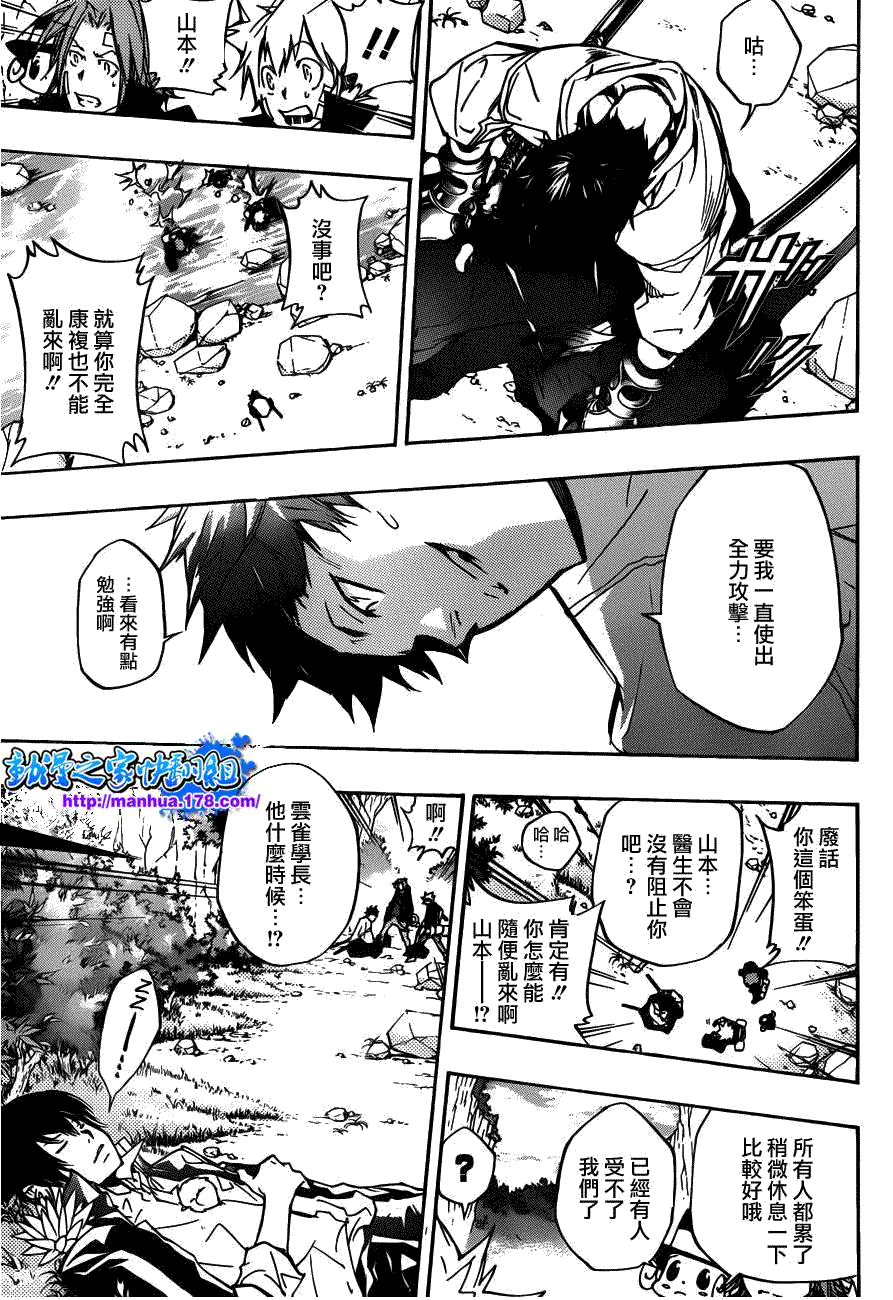 咕…
ザッ
山本!!
!!
沒事吧?
就算你完全
康複也不能
亂來啊!!
要我一直使出
全力攻擊…
…看來有點
勉強啊
廢話
你這個笨蛋!!
山本…
醫生不會
沒有阻止你
吧…?
哈
哈…
肯定有!!
你怎麼能
隨便亂來啊
山本——!?
啊!!
雲雀學長…
他什麼時候…!?
動漫之家快翻組
http://manhua.178.com/
所有人都累了
稍微休息一下
比較好哦
已經有人
受不了
我們了
?